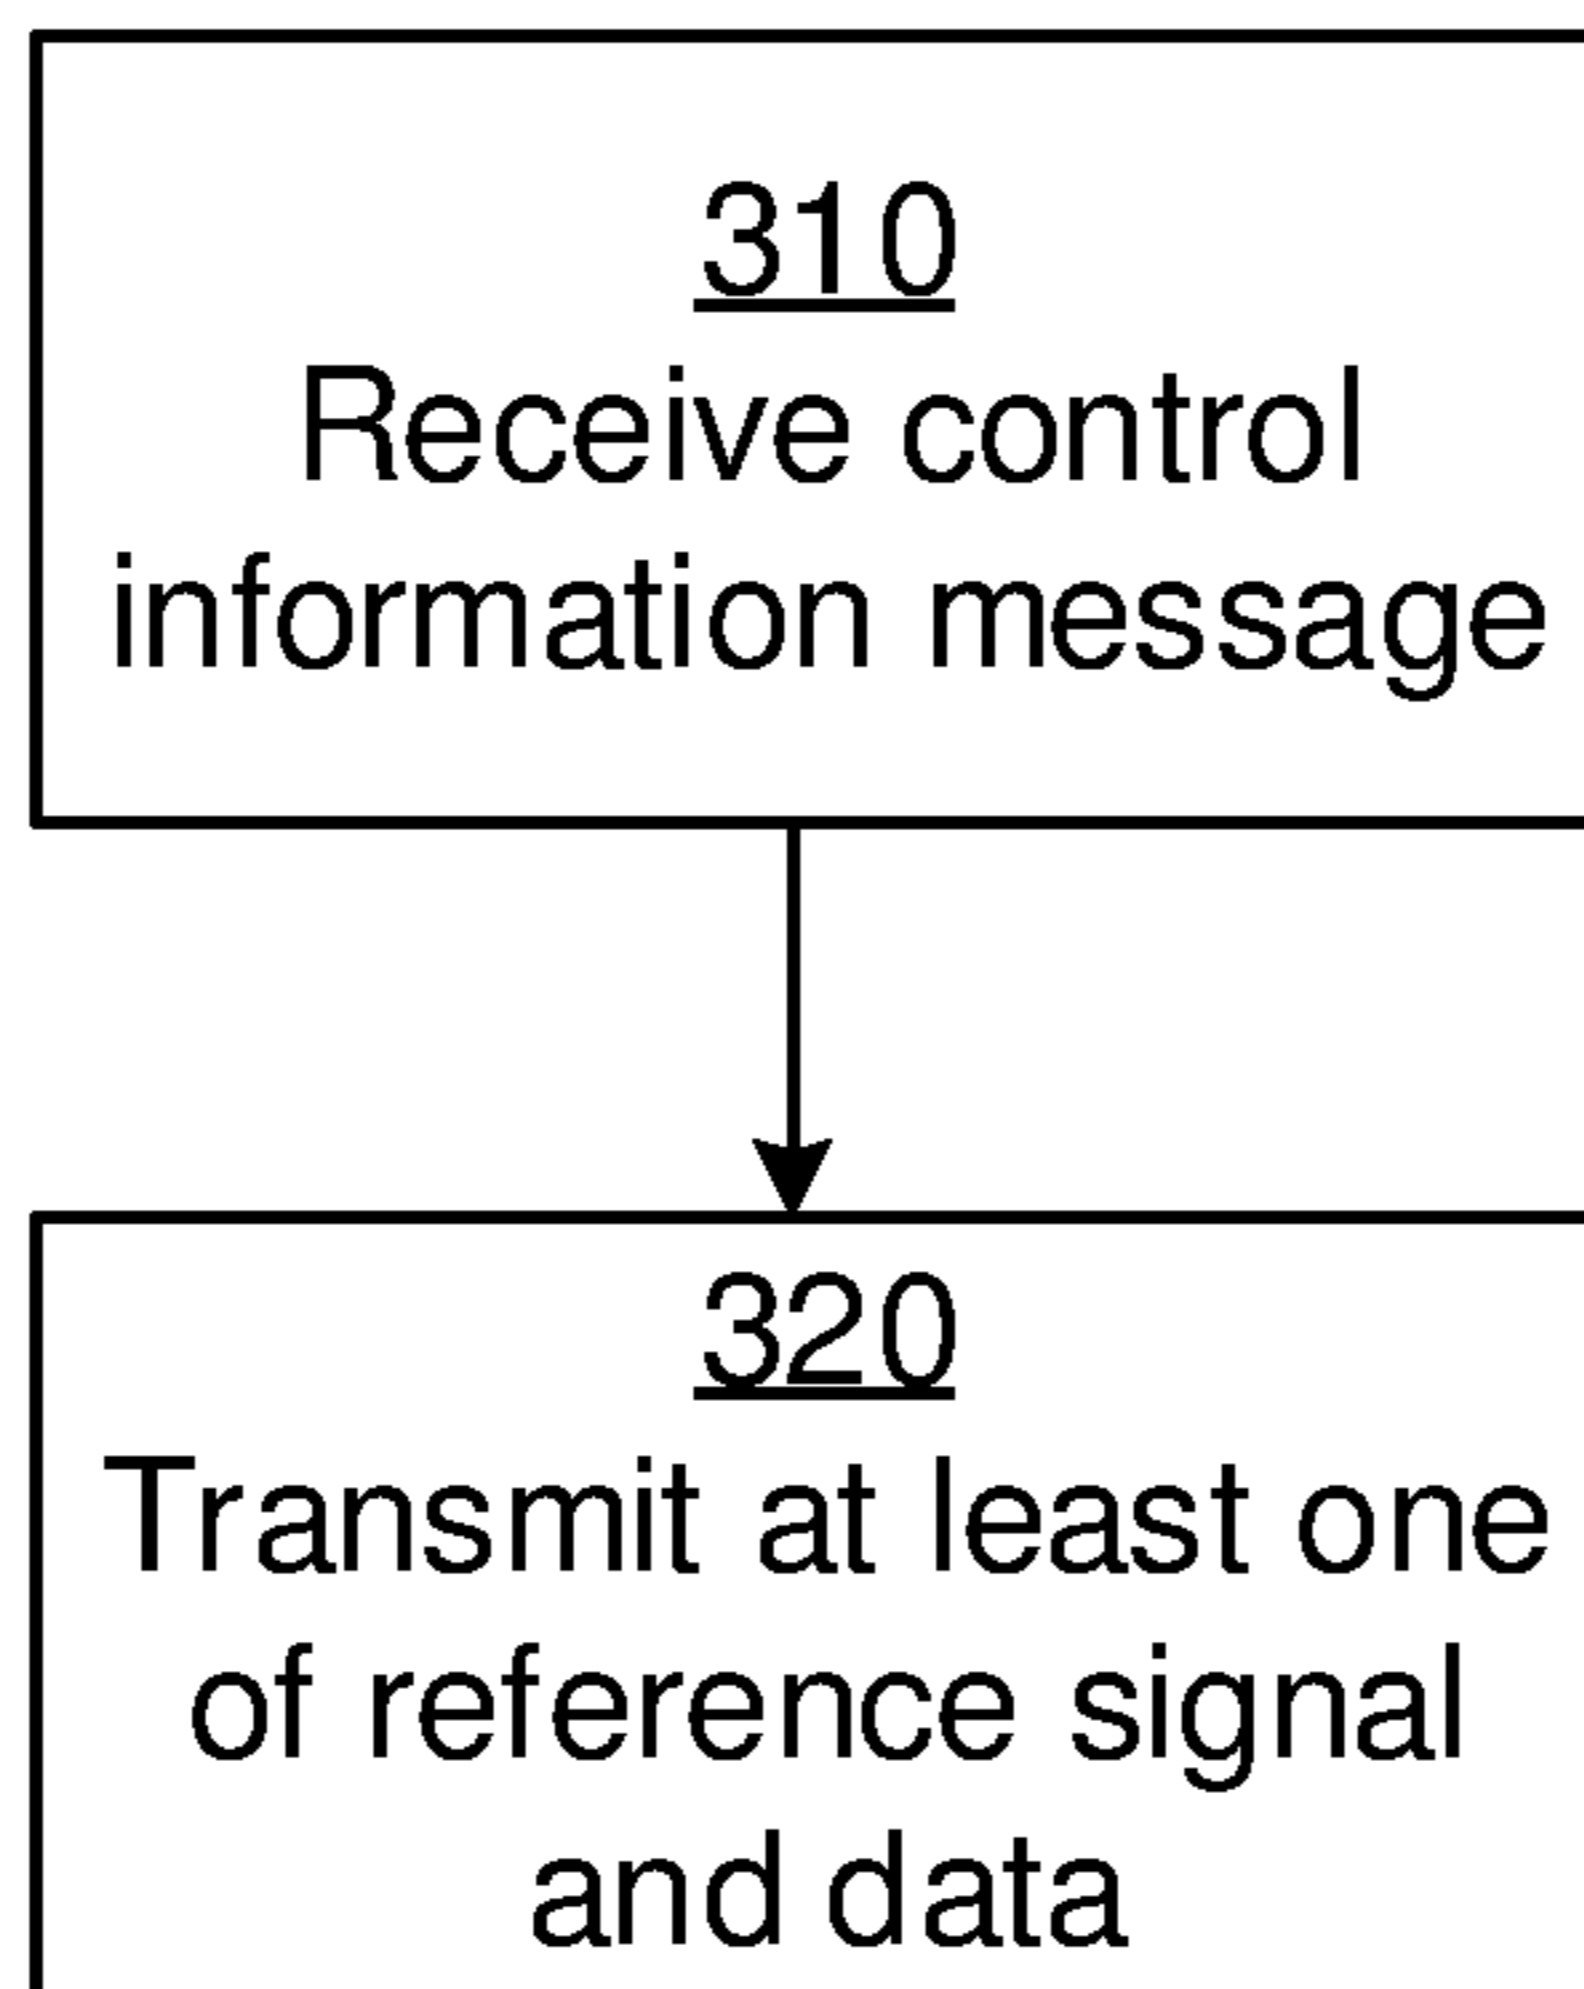 310
Receive control
information message
320
Transmit at least one
of reference signal
and data